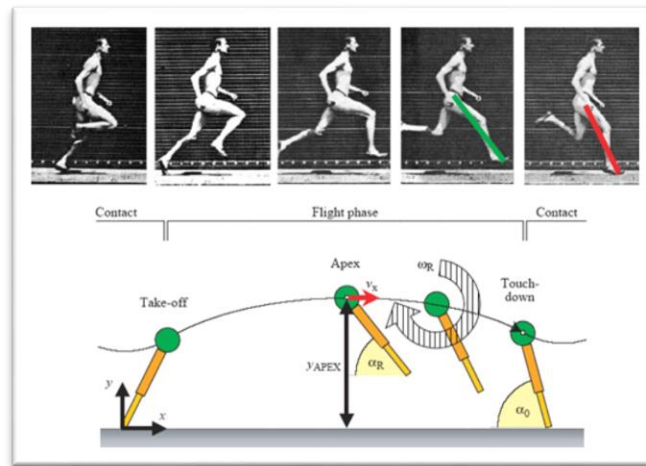 Contact Flight phase Contact
Apex
vₓ
ωR
Touch-
down
Take-off
yAPEX
αR
α0
y
x